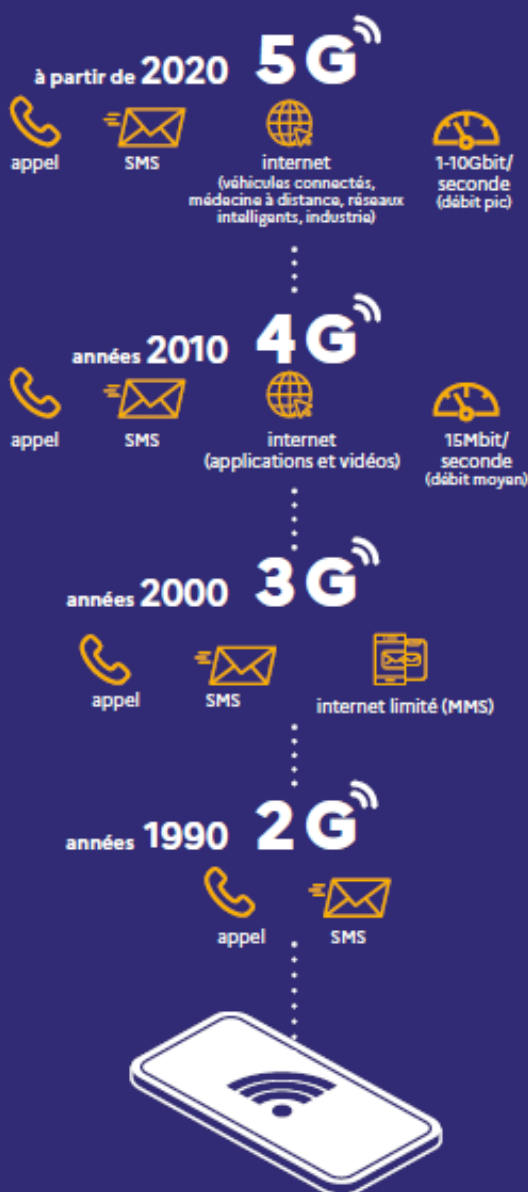 à partir de 2020 5G
appel
SMS
internet
(véhicules connectés,
médecine à distance, réseaux
intelligents, industrie)
1-10Gbit/
seconde
(débit pic)
années 2010 4G
appel
SMS
internet
(applications et vidéos)
15Mbit/
seconde
(débit moyen)
années 2000 3G
appel
SMS
internet limité (MMS)
années 1990 2G
appel
SMS